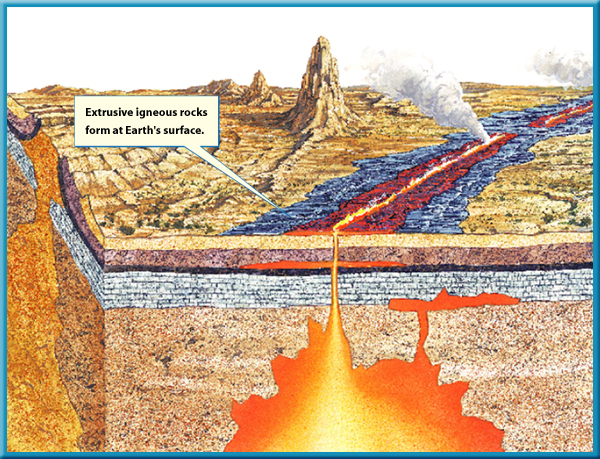 Extrusive igneous rocks
form at Earth's surface.